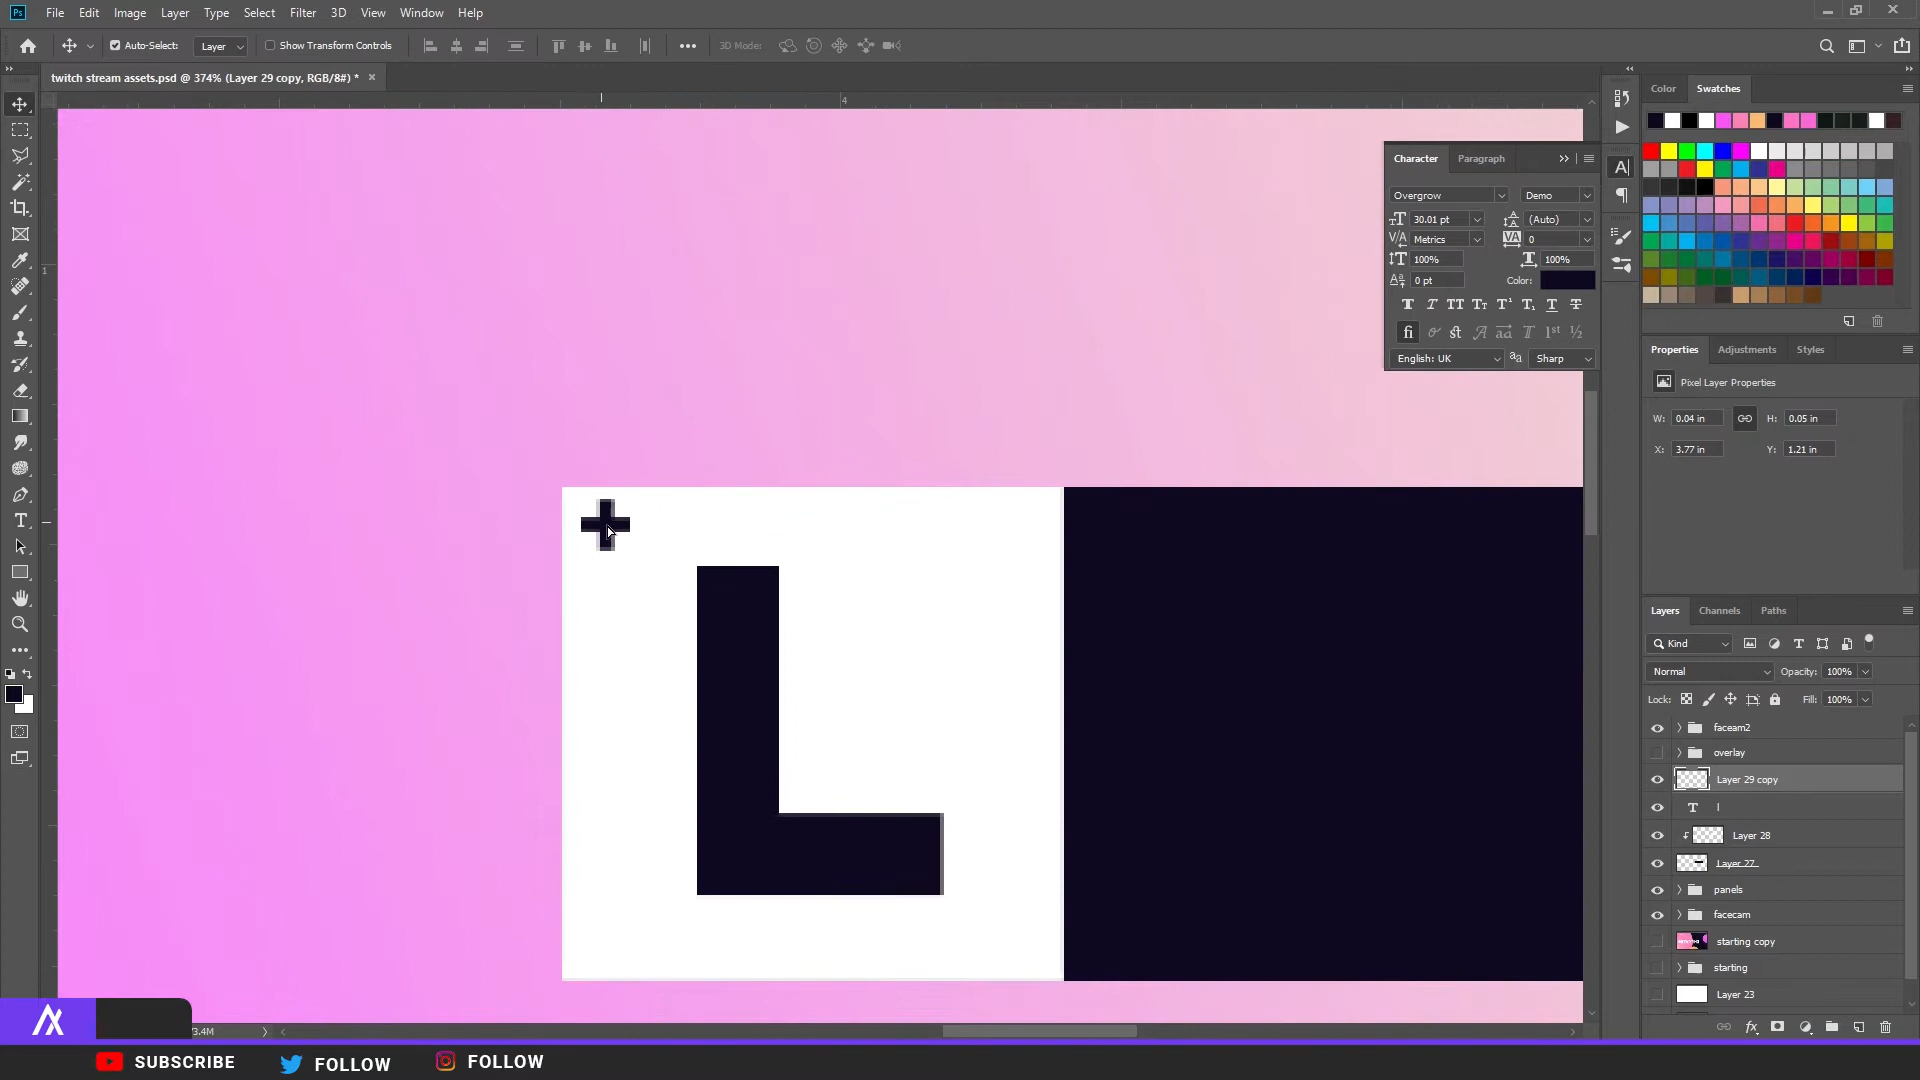 Ps File Edit Image Layer Type Select Filter 3D View Window Help
Auto-Select: Layer Show Transform Controls 3D Mode:
twitch stream assets.psd @ 374% (Layer 29 copy, RGB/8#) *
4
1
Color Swatches
Character Paragraph
Overgrow Demo
30.01 pt (Auto)
Metrics 0
100% 100%
0 pt Color:
English: UK Sharp
Properties Adjustments Styles
Pixel Layer Properties
W: 0.04 in H: 0.05 in
X: 3.77 in Y: 1.21 in
L
Layers Channels Paths
Kind
Normal Opacity: 100%
Lock: Fill: 100%
faceam2
overlay
Layer 29 copy
l
Layer 28
Layer 27
panels
facecam
starting copy
starting
Layer 23
/3.4M
SUBSCRIBE FOLLOW FOLLOW